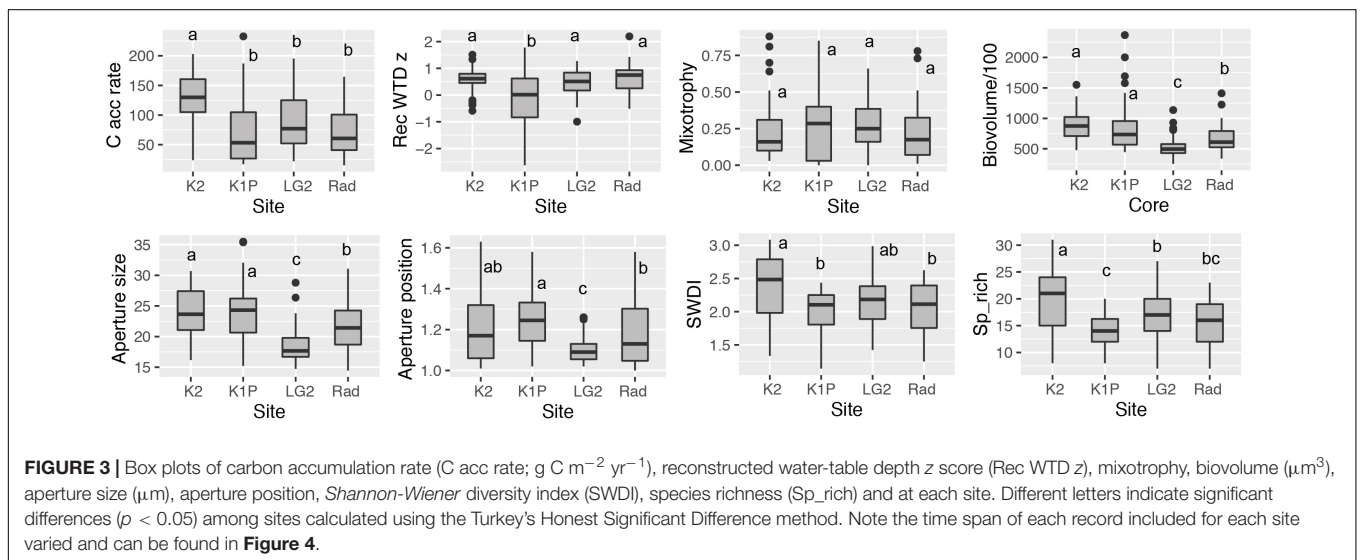 a
b
b
b
200
150
100
50
C acc rate
K2 K1P LG2 Rad
Site
a
b
a
a
2
1
0
−1
−2
Rec WTD z
K2 K1P LG2 Rad
Site
a
a
a
a
0.75
0.50
0.25
0.00
Mixotrophy
K2 K1P LG2 Rad
Site
a
a
c
b
2000
1500
1000
500
Biovolume/100
K2 K1P LG2 Rad
Core
a
a
c
b
35
30
25
20
15
Aperture size
K2 K1P LG2 Rad
Site
ab
a
c
b
1.6
1.4
1.2
1.0
Aperture position
K2 K1P LG2 Rad
Site
a
b
ab
b
3.0
2.5
2.0
1.5
SWDI
K2 K1P LG2 Rad
Site
a
c
b
bc
30
25
20
15
10
Sp_rich
K2 K1P LG2 Rad
Site
FIGURE 3 | Box plots of carbon accumulation rate (C acc rate; g C m−2 yr−1), reconstructed water-table depth z score (Rec WTD z), mixotrophy, biovolume (μm3),
aperture size (μm), aperture position, Shannon-Wiener diversity index (SWDI), species richness (Sp_rich) and at each site. Different letters indicate significant
differences (p < 0.05) among sites calculated using the Turkey's Honest Significant Difference method. Note the time span of each record included for each site
varied and can be found in Figure 4.